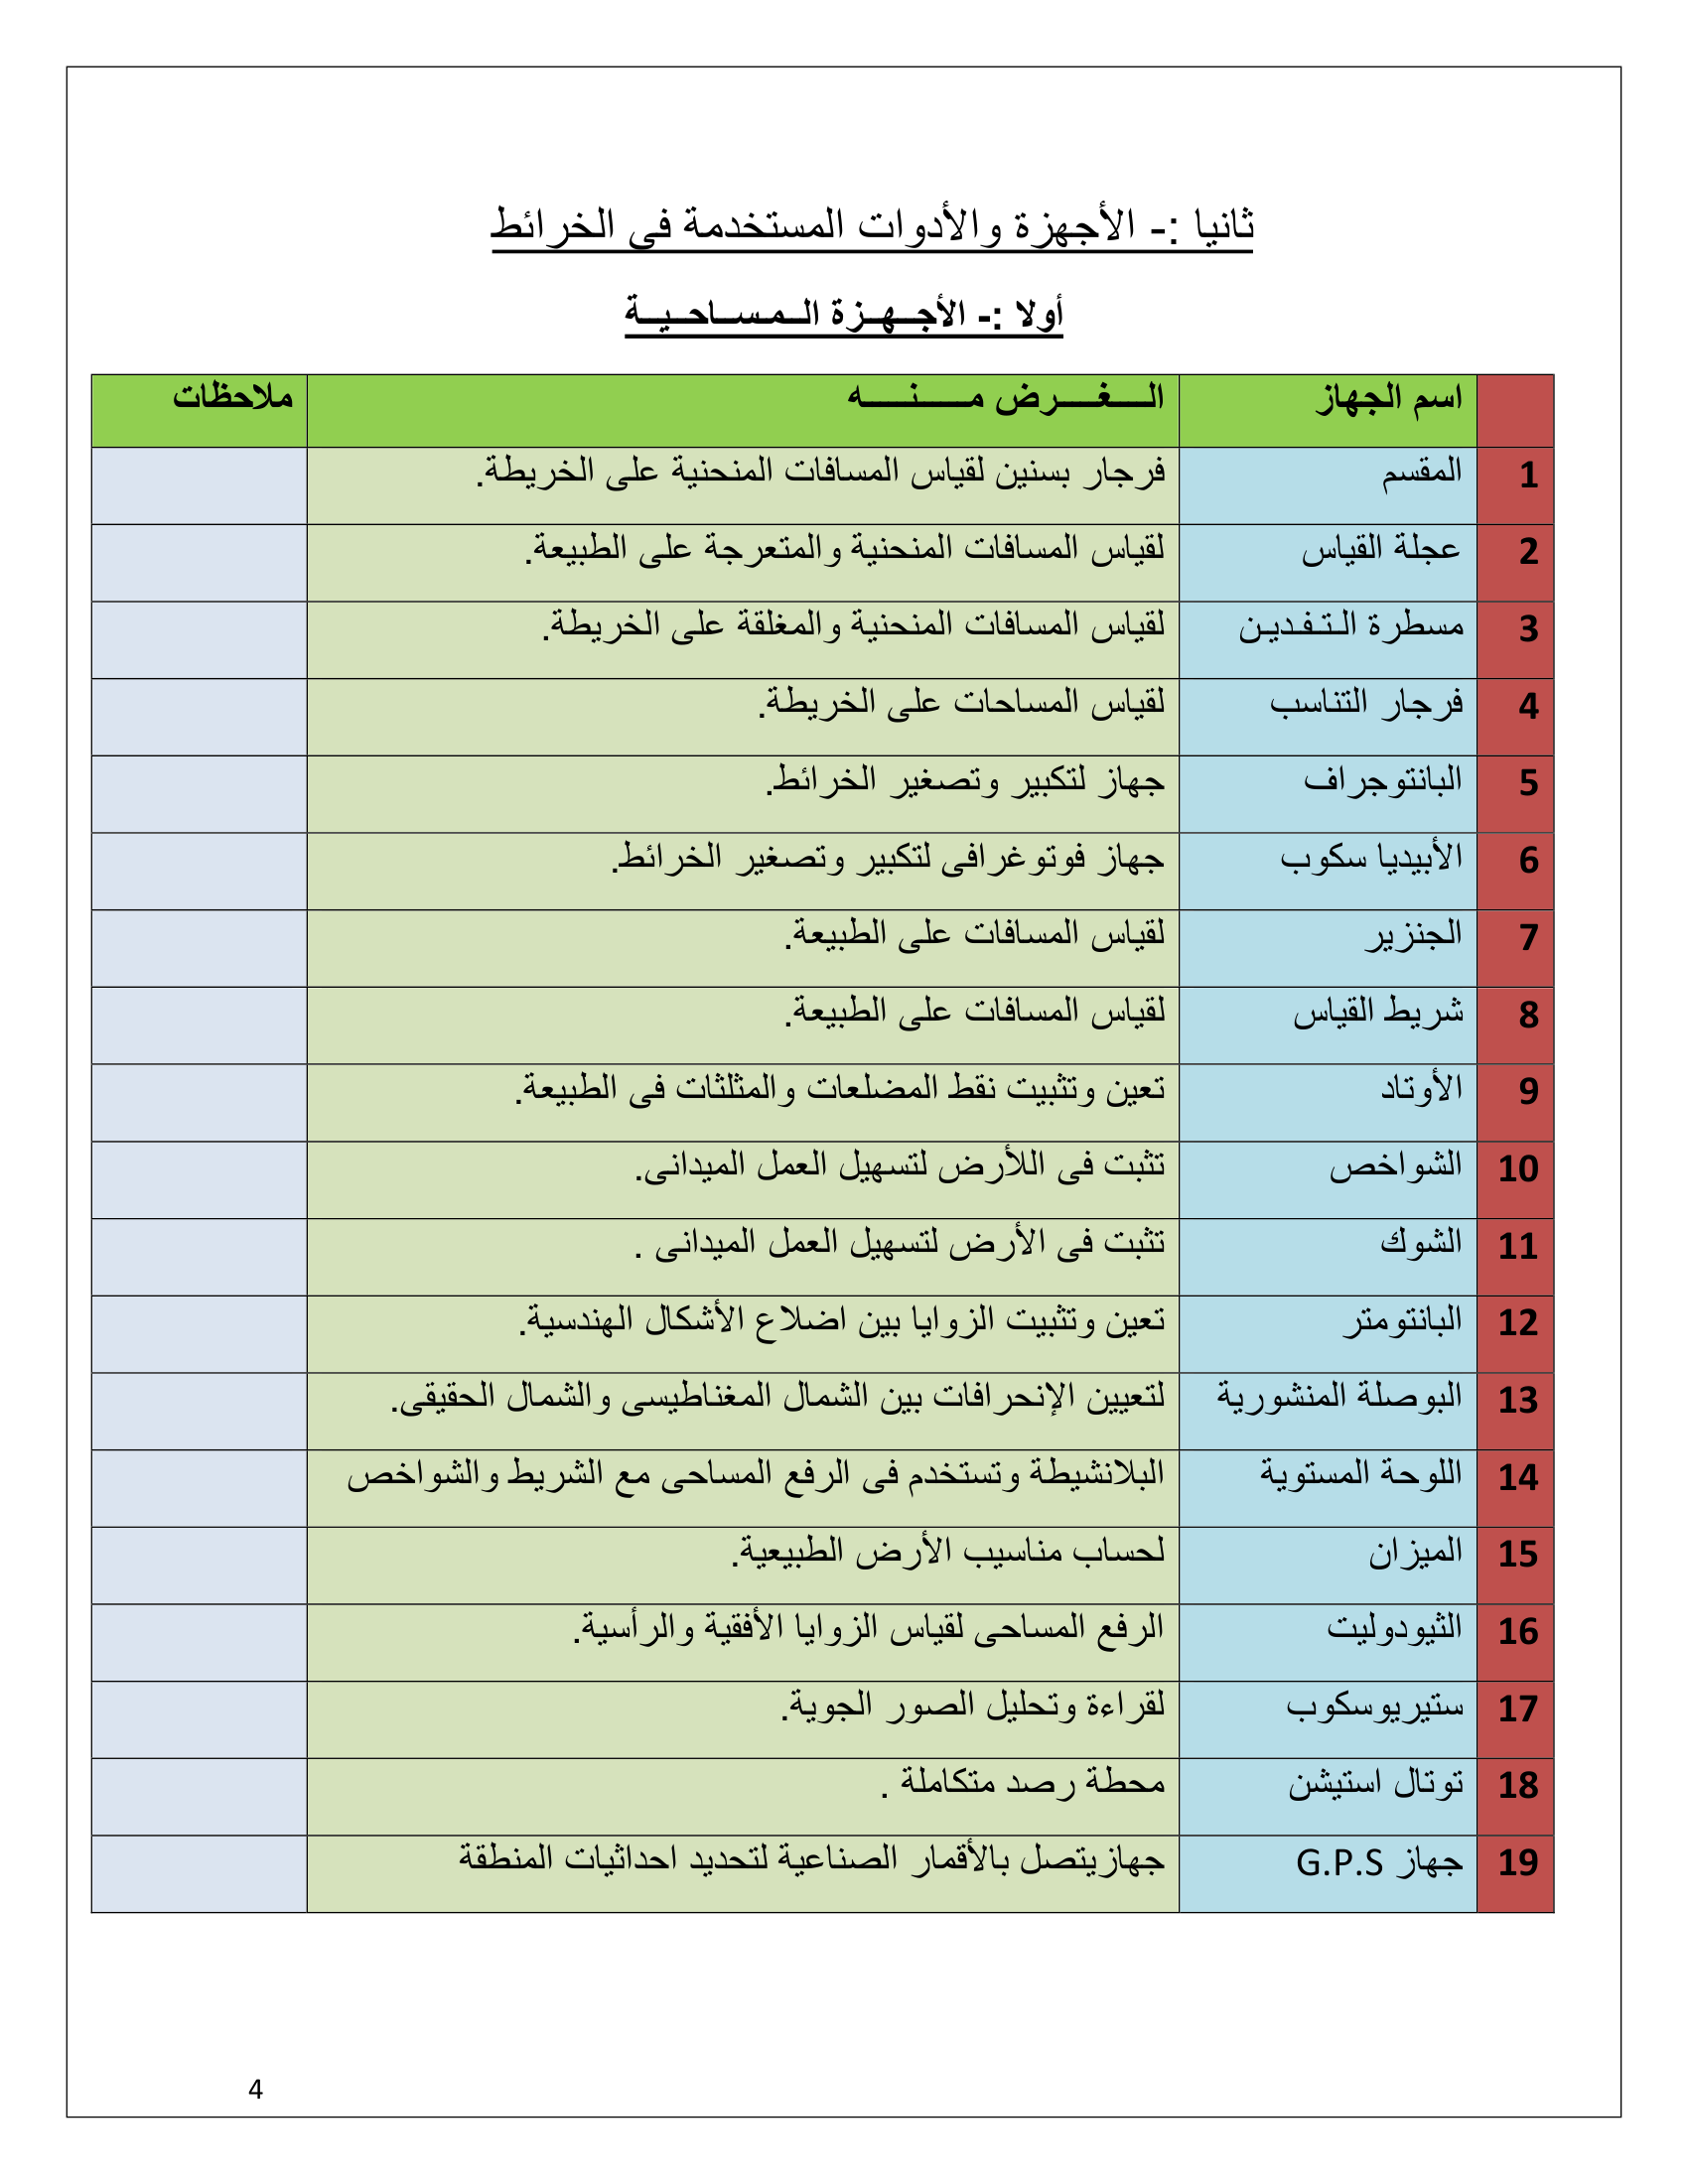 ثانيا :- الأجهزة والأدوات المستخدمة فى الخرائط
أولا :- الأجـــهـــزة الـــمـســـاحـــيـــة
اسم الجهاز الـــــغـــــرض مـــــنـــــه ملاحظات
1 المقسم فرجار بسنين لقياس المسافات المنحنية على الخريطة.
2 عجلة القياس لقياس المسافات المنحنية والمتعرجة على الطبيعة.
3 مسطرة الـتـفـديـن لقياس المسافات المنحنية والمغلقة على الخريطة.
4 فرجار التناسب لقياس المساحات على الخريطة.
5 البانتوجراف جهاز لتكبير وتصغير الخرائط.
6 الأبيديا سكوب جهاز فوتوغرافى لتكبير وتصغير الخرائط.
7 الجنزير لقياس المسافات على الطبيعة.
8 شريط القياس لقياس المسافات على الطبيعة.
9 الأوتاد تعين وتثبيت نقط المضلعات والمثلثات فى الطبيعة.
10 الشواخص تثبت فى اللأرض لتسهيل العمل الميدانى.
11 الشوك تثبت فى الأرض لتسهيل العمل الميدانى .
12 البانتومتر تعين وتثبيت الزوايا بين اضلاع الأشكال الهندسية.
13 البوصلة المنشورية لتعيين الإنحرافات بين الشمال المغناطيسى والشمال الحقيقى.
14 اللوحة المستوية البلانشيطة وتستخدم فى الرفع المساحى مع الشريط والشواخص
15 الميزان لحساب مناسيب الأرض الطبيعية.
16 الثيودوليت الرفع المساحى لقياس الزوايا الأفقية والرأسية.
17 ستيريوسكوب لقراءة وتحليل الصور الجوية.
18 توتال استيشن محطة رصد متكاملة .
19 جهاز G.P.S جهازيتصل بالأقمار الصناعية لتحديد احداثيات المنطقة
4